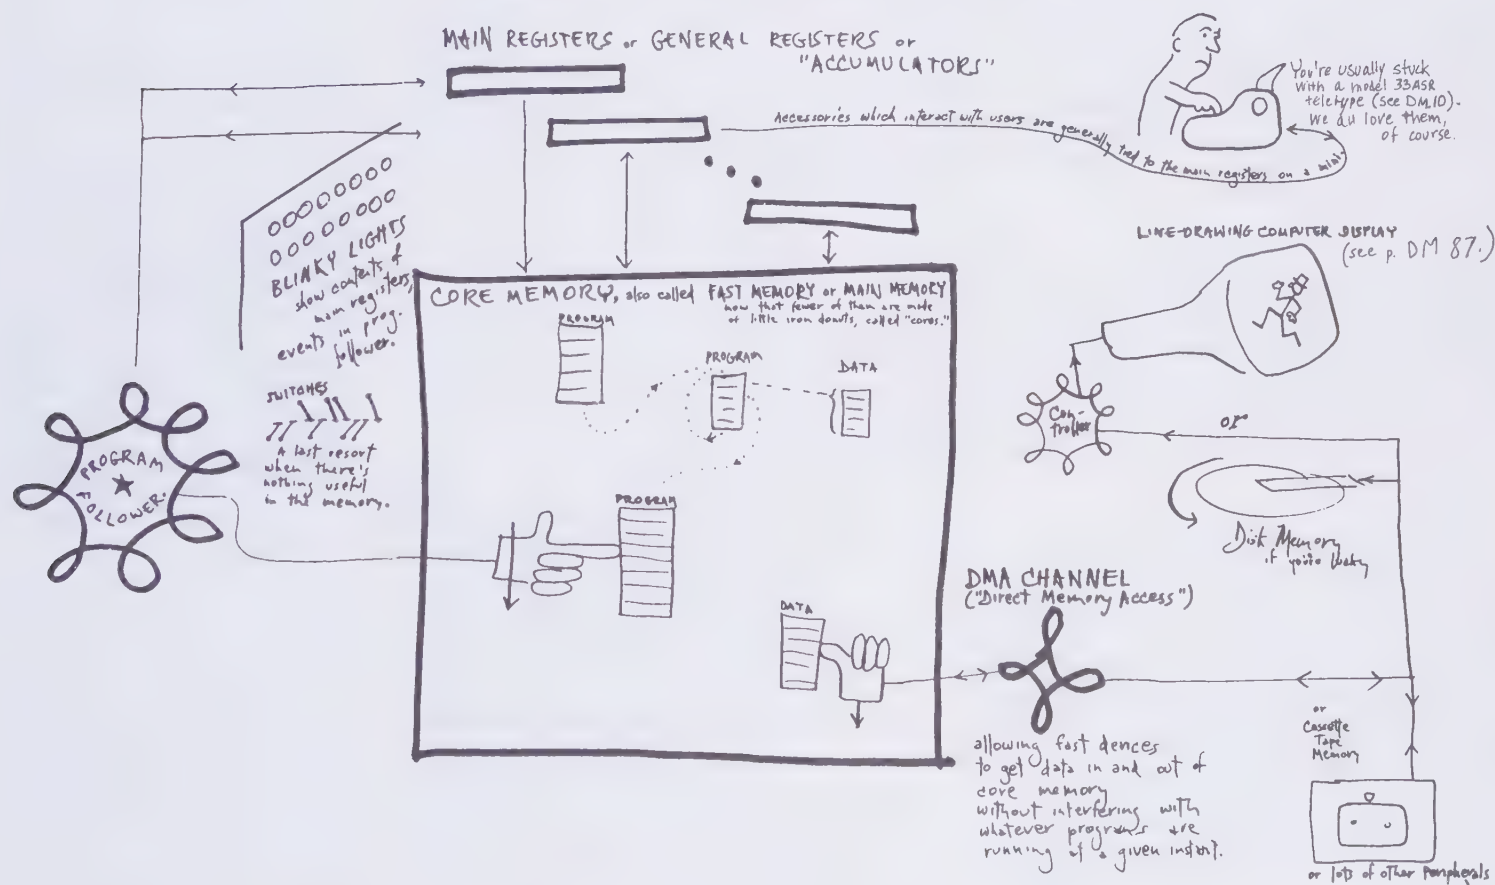 MAIN REGISTERS or GENERAL REGISTERS or
"ACCUMULATORS"
You're usually stuck
with a model 33ASR
teletype (see DM 10).
We du love them,
of course.
Accessories which interact with users are generally tied to the main registers on a mini.
BLINKY LIGHTS
show contents of
main registers,
events in prog.
follower.
SWITCHES
A last resort
when there's
nothing useful
in the memory.
PROGRAM
FOLLOWER.
CORE MEMORY, also called FAST MEMORY or MAIN MEMORY
now that fewer of them are made
of little iron donuts, called "cores."
PROGRAM
PROGRAM
DATA
PROGRAM
DATA
LINE-DRAWING COMPUTER DISPLAY
(see p. DM 87.)
Con-
troller
or
Disk Memory
if you're lucky
DMA CHANNEL
("Direct Memory Access")
allowing fast devices
to get data in and out of
core memory
without interfering with
whatever programs are
running at a given instant.
or
Cassette
Tape
Memory
or lots of other Peripherals